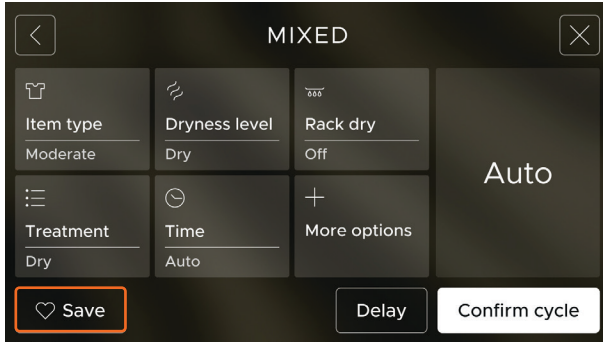 MIXED
Item type
Moderate
Dryness level
Dry
Rack dry
Off
Auto
Treatment
Dry
Time
Auto
More options
Save
Delay
Confirm cycle